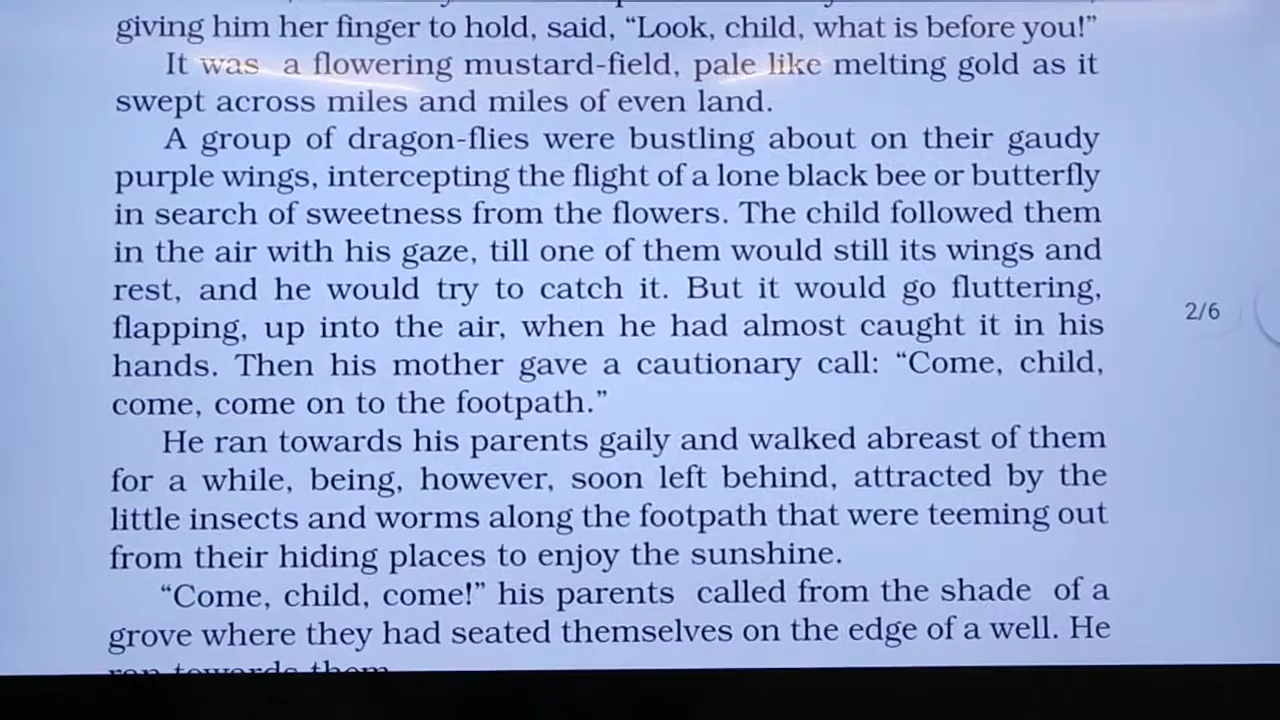 giving him her finger to hold, said, “Look, child, what is before you!”
It was a flowering mustard-field, pale like melting gold as it
swept across miles and miles of even land.
A group of dragon-flies were bustling about on their gaudy
purple wings, intercepting the flight of a lone black bee or butterfly
in search of sweetness from the flowers. The child followed them
in the air with his gaze, till one of them would still its wings and
rest, and he would try to catch it. But it would go fluttering,
flapping, up into the air, when he had almost caught it in his
hands. Then his mother gave a cautionary call: “Come, child,
come, come on to the footpath.”
He ran towards his parents gaily and walked abreast of them
for a while, being, however, soon left behind, attracted by the
little insects and worms along the footpath that were teeming out
from their hiding places to enjoy the sunshine.
“Come, child, come!” his parents called from the shade of a
grove where they had seated themselves on the edge of a well. He
ran towards them
2/6